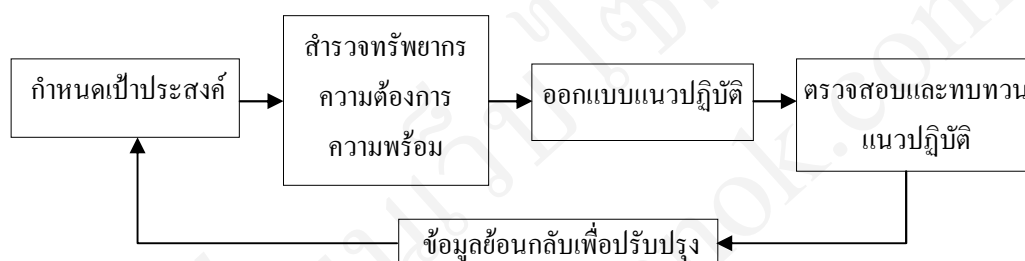 กำหนดเป้าประสงค์
สำรวจทรัพยากร
ความต้องการ
ความพร้อม
ออกแบบแนวปฏิบัติ
ตรวจสอบและทบทวน
แนวปฏิบัติ
ข้อมูลย้อนกลับเพื่อปรับปรุง